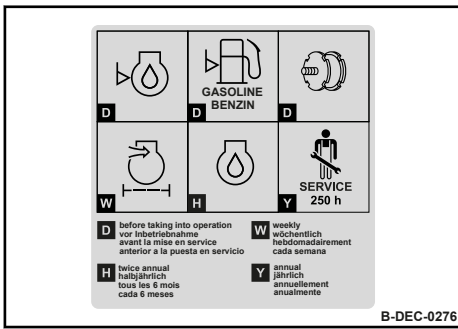 GASOLINE
BENZIN
D
D
D
SERVICE
250 h
W
H
Y
D
before taking into operation
vor Inbetriebnahme
avant la mise en service
anterior a la puesta en servicio
W
weekly
wöchentlich
hebdomadairement
cada semana
H
twice annual
halbjährlich
tous les 6 mois
cada 6 meses
Y
annual
jährlich
annuellement
anualmente
B-DEC-0276